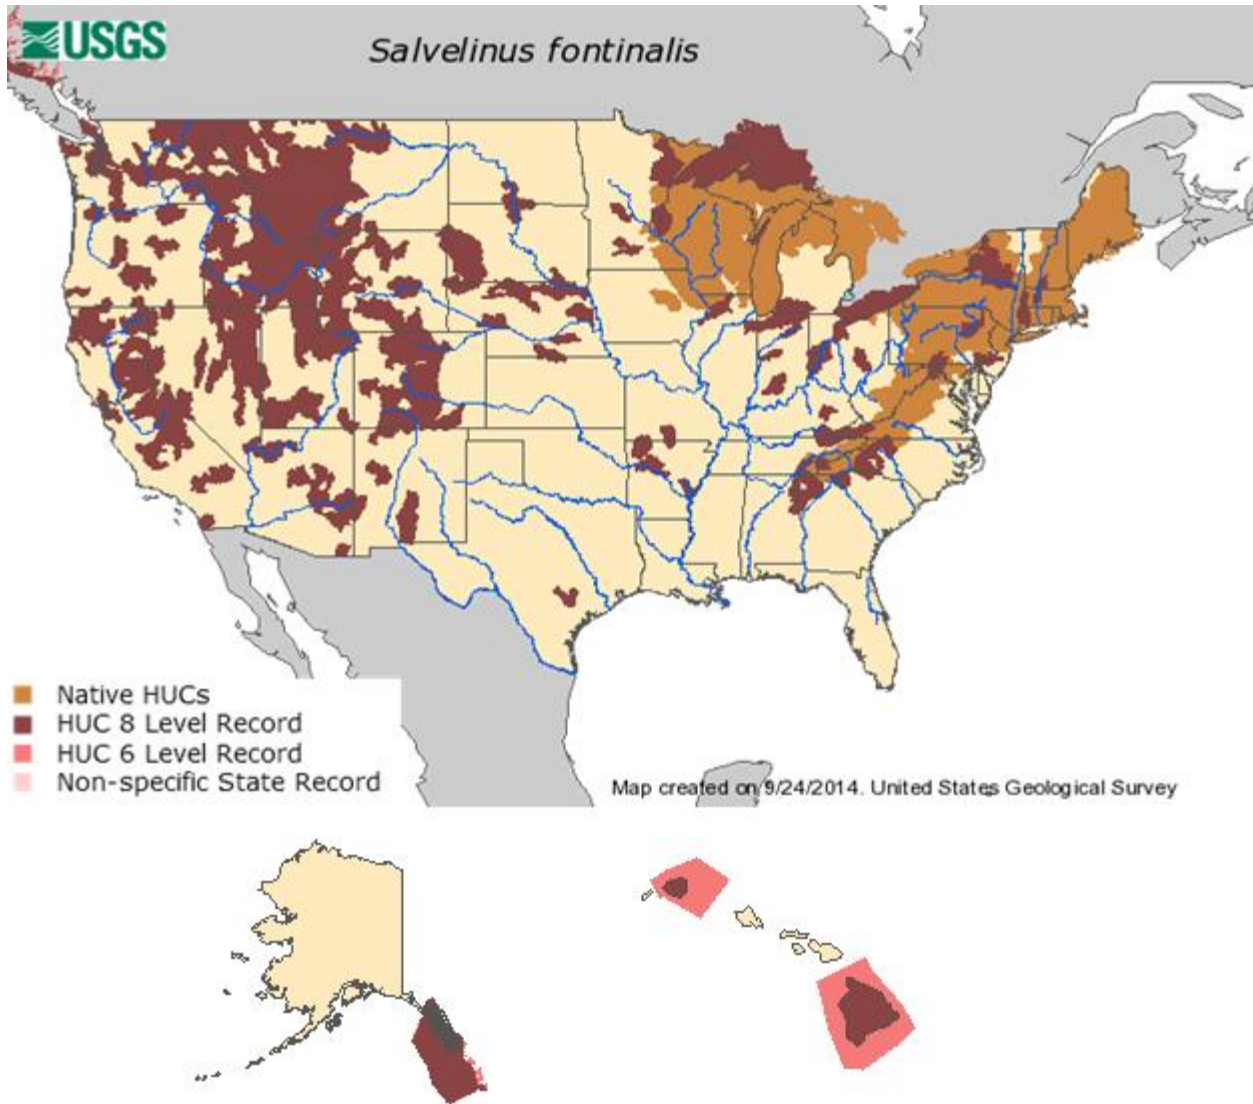 USGS
Salvelinus fontinalis
Native HUCs
HUC 8 Level Record
HUC 6 Level Record
Non-specific State Record
Map created on 9/24/2014. United States Geological Survey